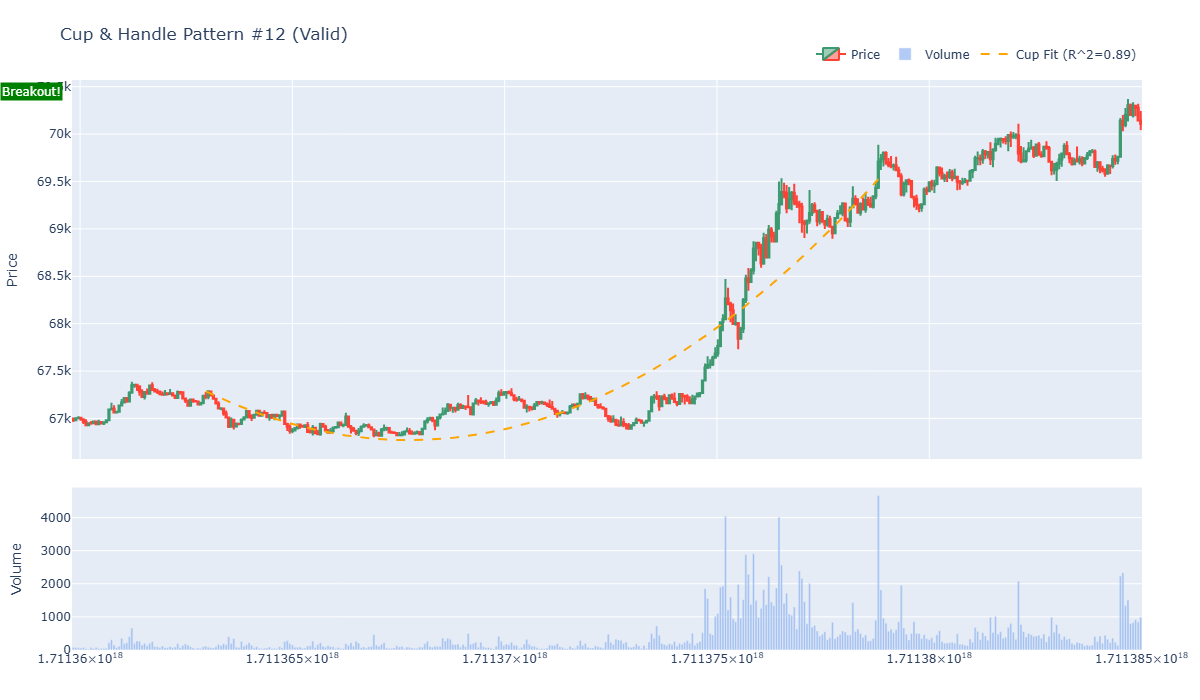 Cup & Handle Pattern #12 (Valid)
Price
Volume
Cup Fit (R^2=0.89)
Breakout!
70k
69.5k
69k
68.5k
68k
67.5k
67k
Price
4000
3000
2000
1000
0
Volume
1.71136×10¹⁸
1.711365×10¹⁸
1.71137×10¹⁸
1.711375×10¹⁸
1.71138×10¹⁸
1.711385×10¹⁸